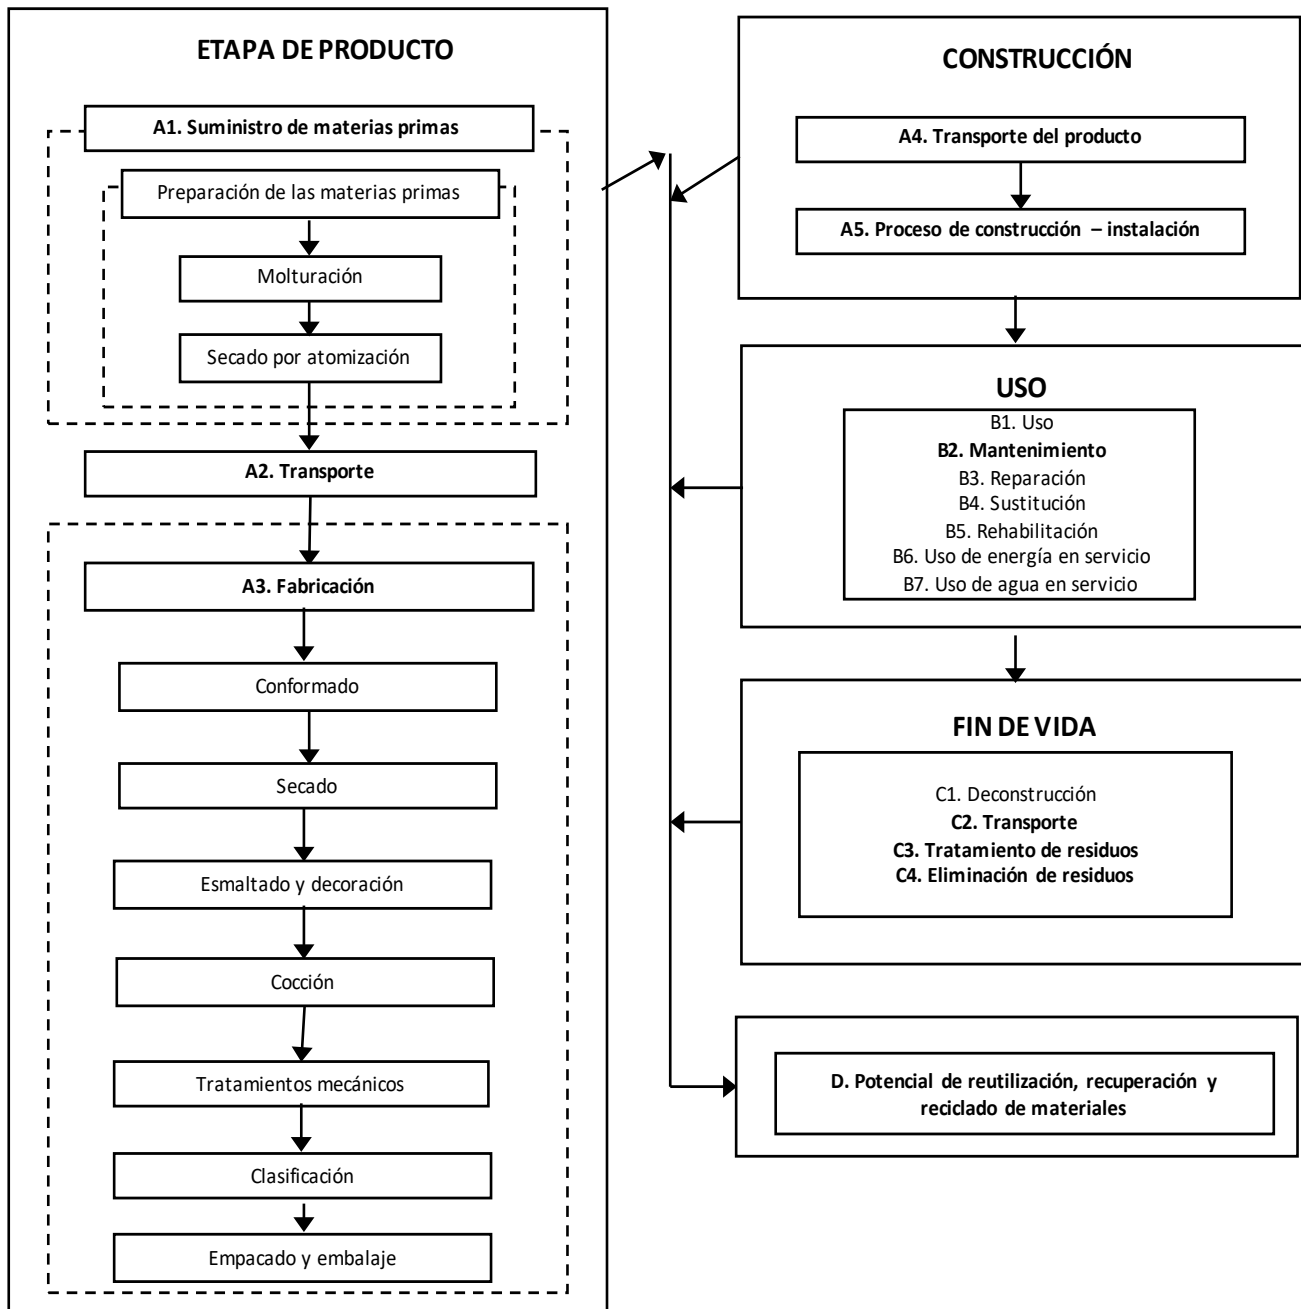 ETAPA DE PRODUCTO
A1. Suministro de materias primas
Preparación de las materias primas
Molturación
Secado por atomización
A2. Transporte
A3. Fabricación
Conformado
Secado
Esmaltado y decoración
Cocción
Tratamientos mecánicos
Clasificación
Empacado y embalaje
CONSTRUCCIÓN
A4. Transporte del producto
A5. Proceso de construcción – instalación
USO
B1. Uso
B2. Mantenimiento
B3. Reparación
B4. Sustitución
B5. Rehabilitación
B6. Uso de energía en servicio
B7. Uso de agua en servicio
FIN DE VIDA
C1. Deconstrucción
C2. Transporte
C3. Tratamiento de residuos
C4. Eliminación de residuos
D. Potencial de reutilización, recuperación y
reciclado de materiales